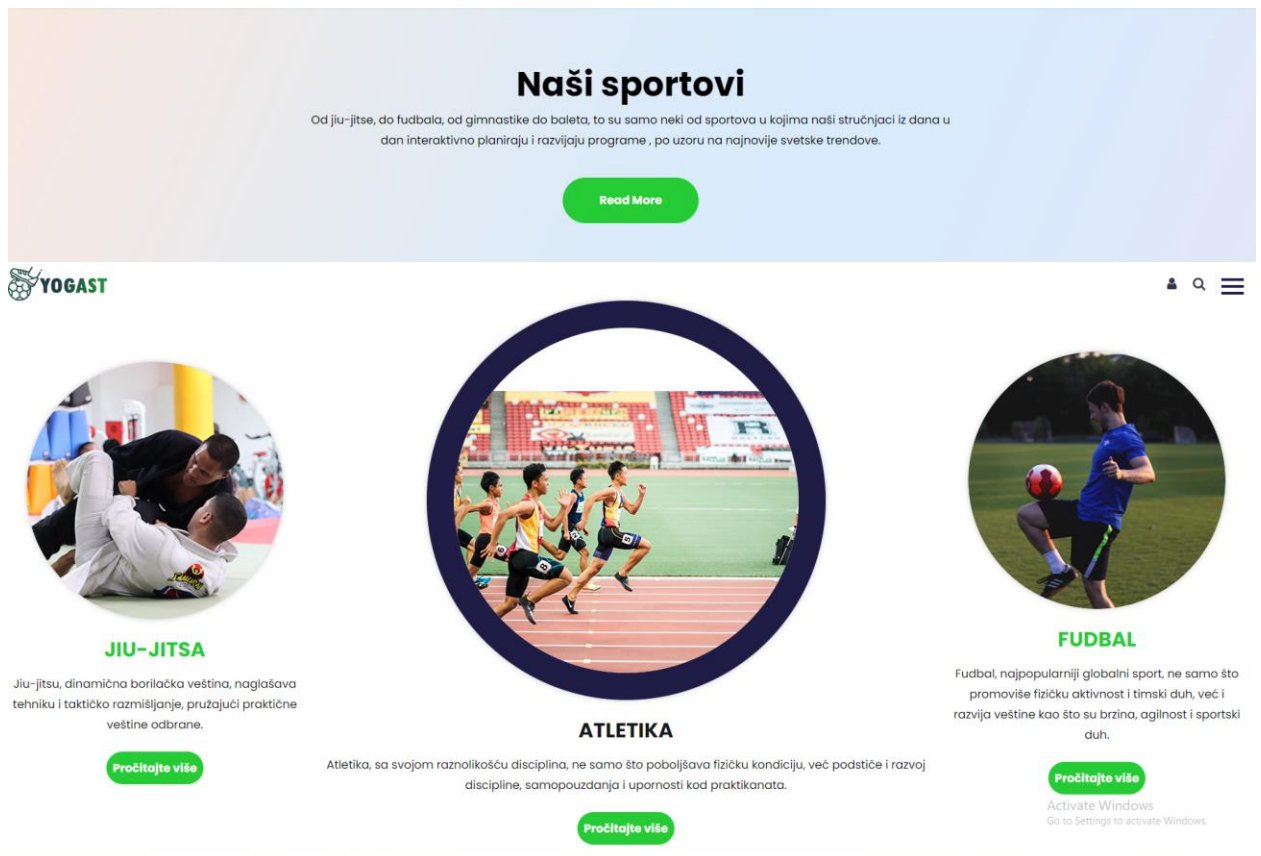 Naši sportovi
Od jiu-jitse, do fudbala, od gimnastike do baleta, to su samo neki od sportova u kojima naši stručnjaci iz dana u
dan interaktivno planiraju i razvijaju programe , po uzoru na najnovije svetske trendove.
Read More
YOGAST
JIU-JITSA
Jiu-jitsu, dinamična borilačka veština, naglašava
tehniku i taktičko razmišljanje, pružajući praktične
veštine odbrane.
Pročitajte više
ATLETIKA
Atletika, sa svojom raznolikošću disciplina, ne samo što poboljšava fizičku kondiciju, već podstiče i razvoj
discipline, samopouzdanja i upornosti kod praktikanata.
Pročitajte više
FUDBAL
Fudbal, najpopularniji globalni sport, ne samo što
promoviše fizičku aktivnost i timski duh, već i
razvija veštine kao što su brzina, agilnost i sportski
duh.
Pročitajte više
Activate Windows
Go to Settings to activate Windows.